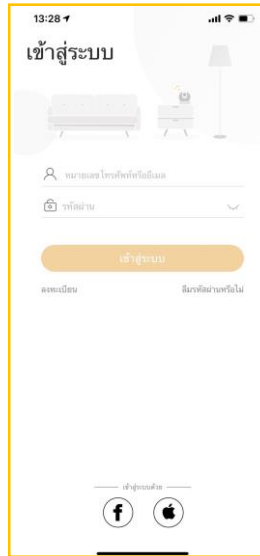 13:28
เข้าสู่ระบบ
หมายเลขโทรศัพท์หรืออีเมล
รหัสผ่าน
เข้าสู่ระบบ
ลงทะเบียน ลืมรหัสผ่านหรือไม่
เข้าสู่ระบบด้วย